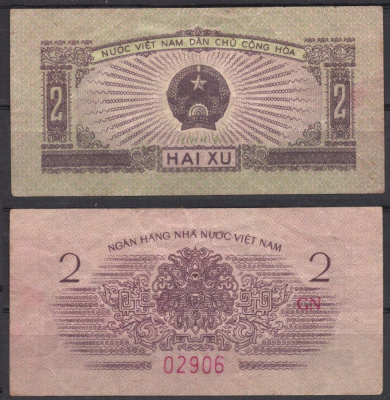 NƯỚC VIỆT NAM DÂN CHỦ CỘNG HÒA
2 2
HAI XU
NGÂN HÀNG NHÀ NƯỚC VIỆT NAM
2 2
GN
02906